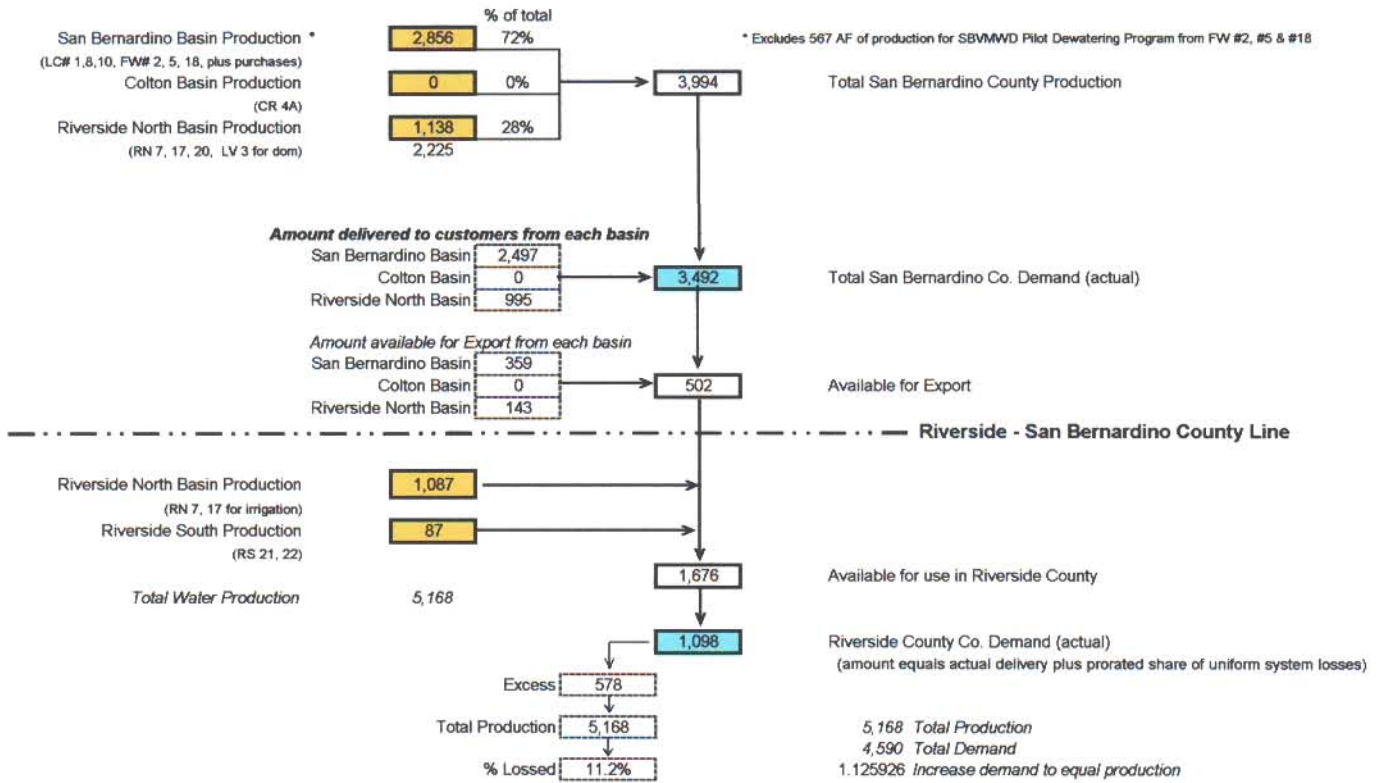 % of total
San Bernardino Basin Production * 2,856 72% * Excludes 567 AF of production for SBVMWD Pilot Dewatering Program from FW #2, #5 & #18
(LC# 1,8,10, FW# 2, 5, 18, plus purchases)
Colton Basin Production 0 0% 3,994 Total San Bernardino County Production
(CR 4A)
Riverside North Basin Production 1,138 28%
(RN 7, 17, 20, LV 3 for dom) 2,225
Amount delivered to customers from each basin
San Bernardino Basin 2,497
Colton Basin 0 3,492 Total San Bernardino Co. Demand (actual)
Riverside North Basin 995
Amount available for Export from each basin
San Bernardino Basin 359
Colton Basin 0 502 Available for Export
Riverside North Basin 143
Riverside - San Bernardino County Line
Riverside North Basin Production 1,087
(RN 7, 17 for irrigation)
Riverside South Production 87
(RS 21, 22)
1,676 Available for use in Riverside County
Total Water Production 5,168
1,098 Riverside County Co. Demand (actual)
(amount equals actual delivery plus prorated share of uniform system losses)
Excess 578
Total Production 5,168 5,168 Total Production
4,590 Total Demand
% Lossed 11.2% 1.125926 Increase demand to equal production